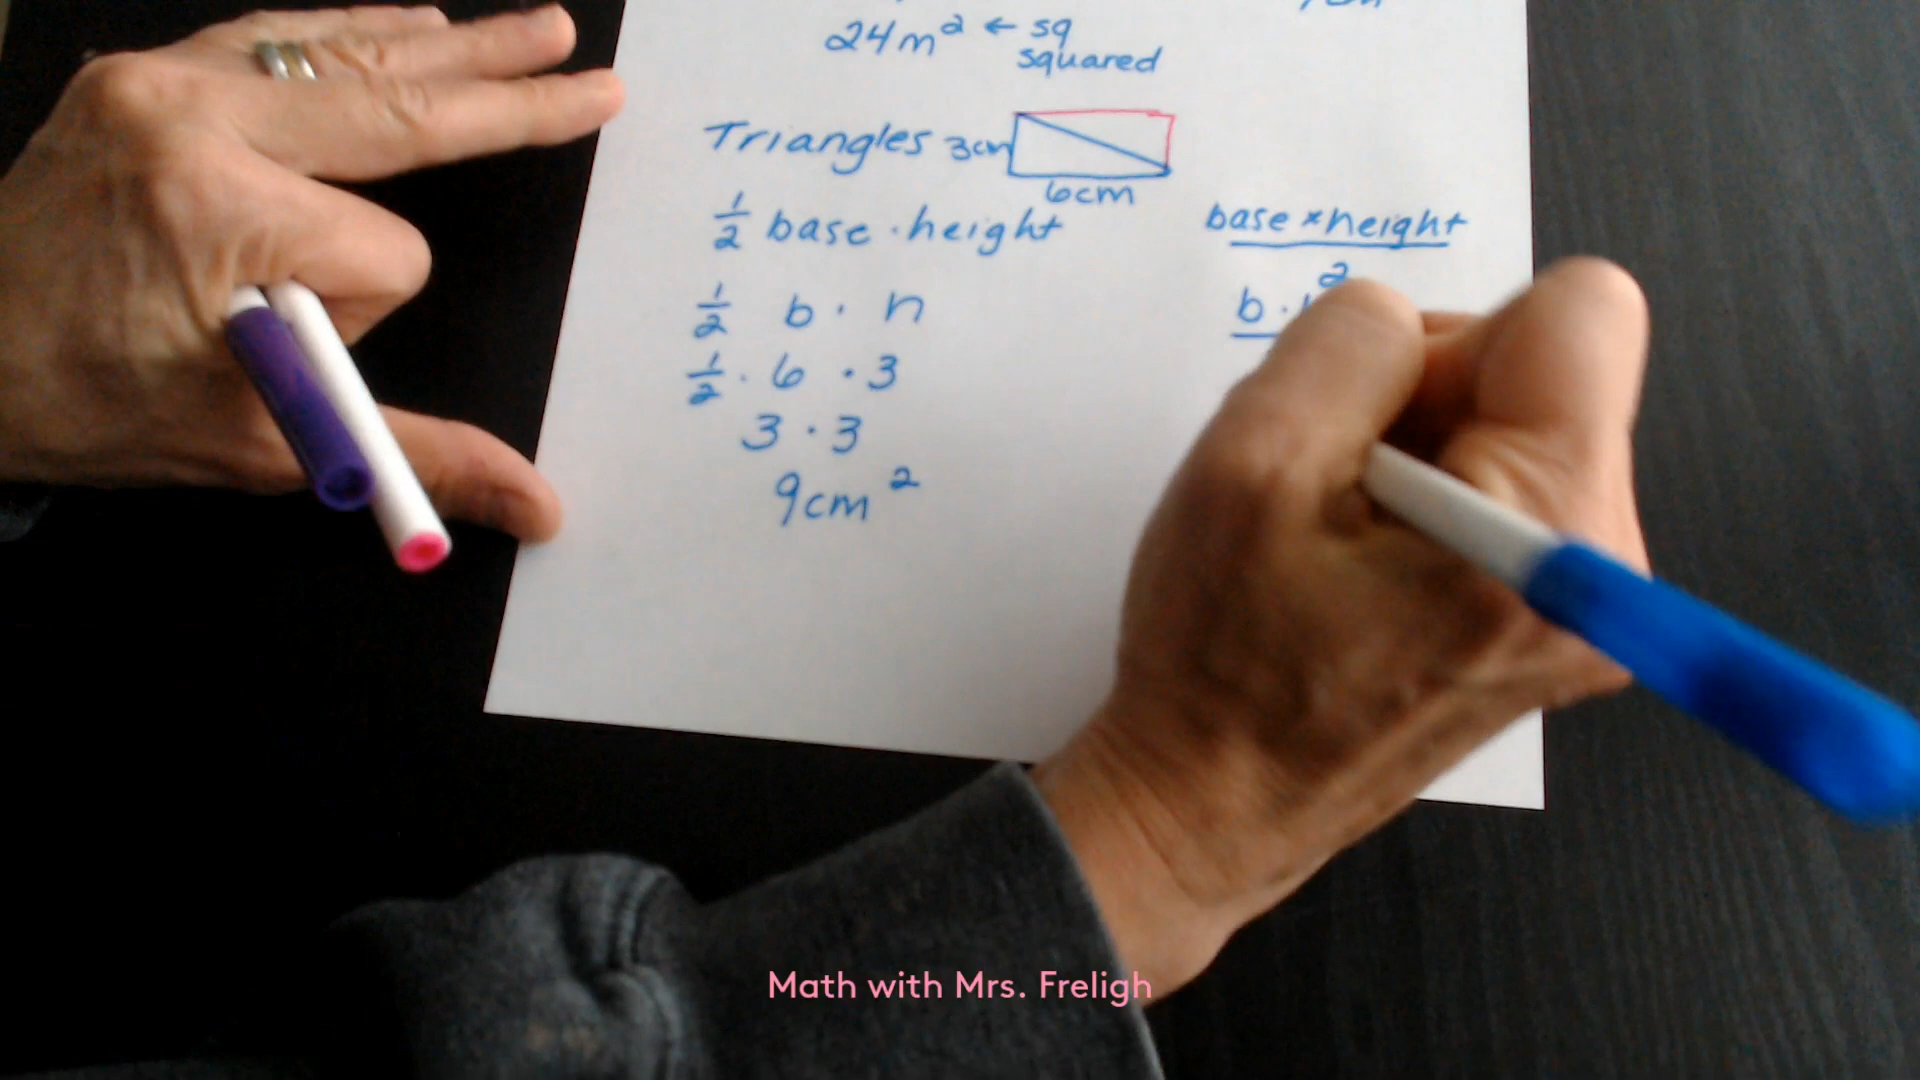 24m² ← sq
squared
Triangles 3cm
6cm
1/2 base · height
1/2 b · h
1/2 · 6 · 3
3 · 3
9cm²
base × height
2
b ·
Math with Mrs. Freligh